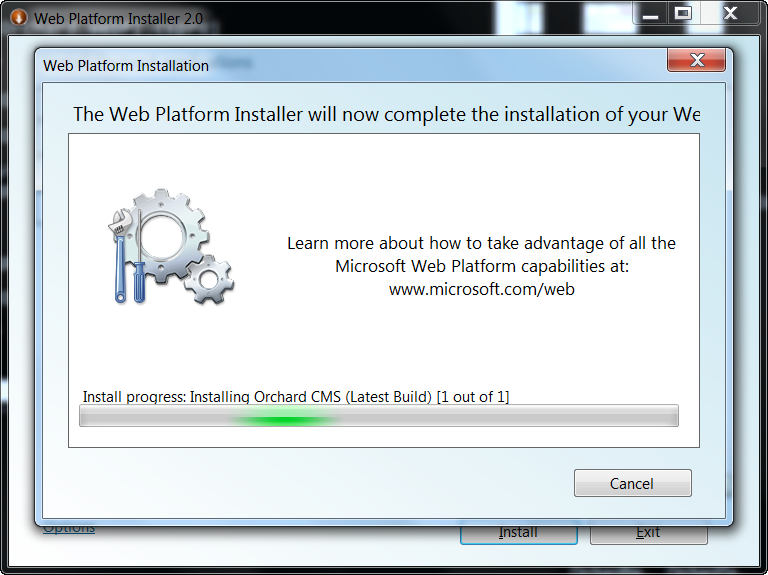 Web Platform Installer 2.0
Web Platform Installation
The Web Platform Installer will now complete the installation of your We
Learn more about how to take advantage of all the
Microsoft Web Platform capabilities at:
www.microsoft.com/web
Install progress: Installing Orchard CMS (Latest Build) [1 out of 1]
Cancel
Options
Install
Exit